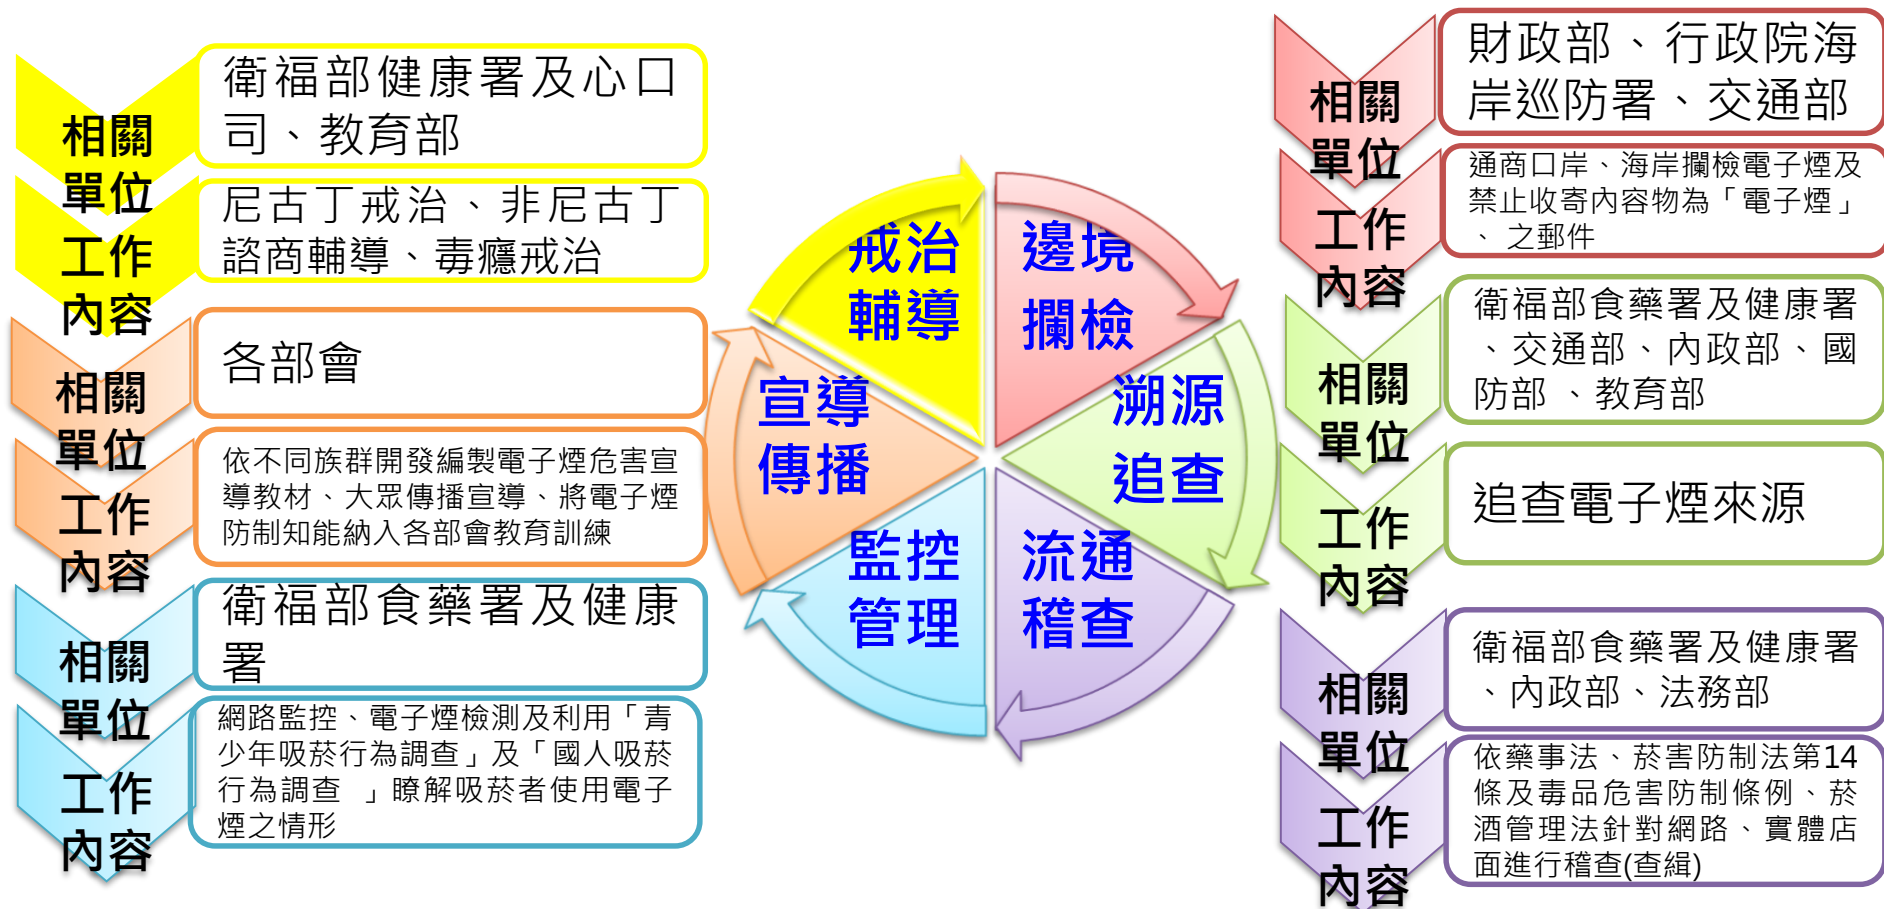 相關
單位
衛福部健康署及心口
司、教育部
工作
內容
尼古丁戒治、非尼古丁
諮商輔導、毒癮戒治
相關
單位
各部會
工作
內容
依不同族群開發編製電子煙危害宣
導教材、大眾傳播宣導、將電子煙
防制知能納入各部會教育訓練
相關
單位
衛福部食藥署及健康
署
工作
內容
網路監控、電子煙檢測及利用「青
少年吸菸行為調查」及「國人吸菸
行為調查 」瞭解吸菸者使用電子
煙之情形
戒治
輔導
邊境
攔檢
宣導
傳播
溯源
追查
監控
管理
流通
稽查
相關
單位
財政部、行政院海
岸巡防署、交通部
工作
內容
通商口岸、海岸攔檢電子煙及
禁止收寄內容物為「電子煙」
、 之郵件
相關
單位
衛福部食藥署及健康署
、交通部、內政部、國
防部 、教育部
工作
內容
追查電子煙來源
相關
單位
衛福部食藥署及健康署
、內政部、法務部
工作
內容
依藥事法、菸害防制法第14
條及毒品危害防制條例、菸
酒管理法針對網路、實體店
面進行稽查(查緝)